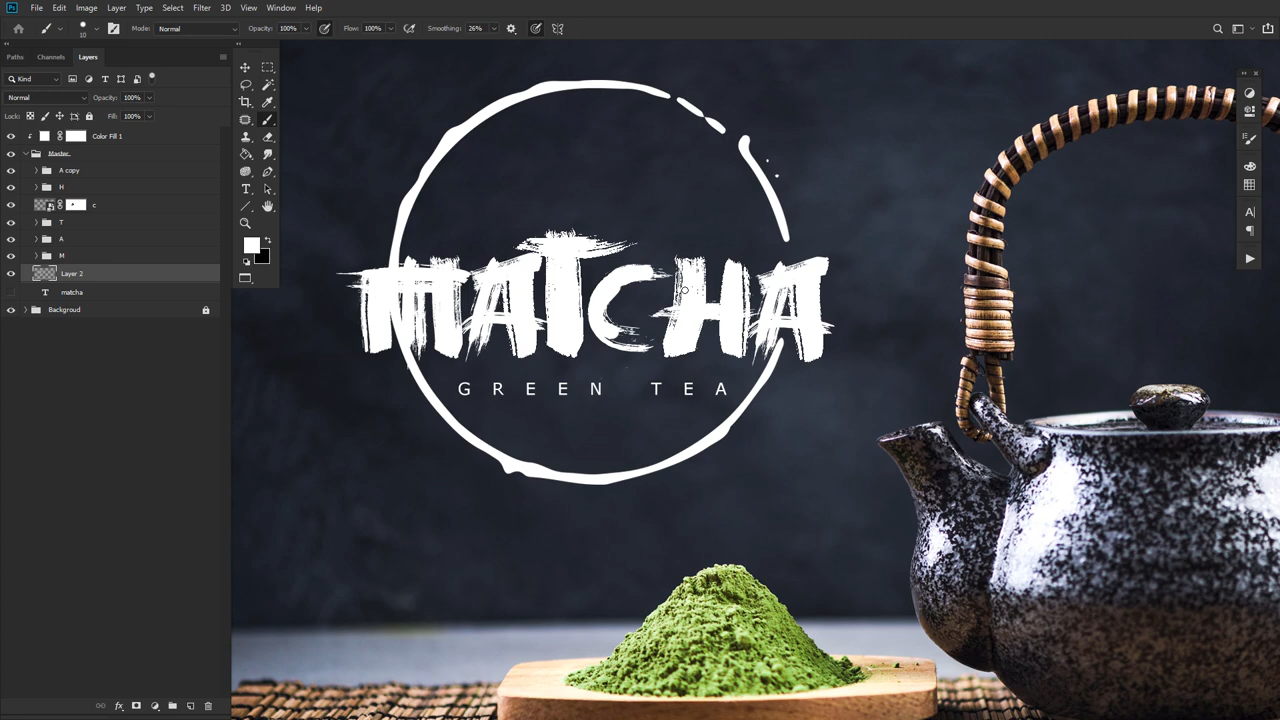 Ps File Edit Image Layer Type Select Filter 3D View Window Help
10 Mode: Normal Opacity: 100% Flow: 100% Smoothing: 26%
Paths Channels Layers
Kind
Normal Opacity: 100%
Lock: Fill: 100%
Color Fill 1
Master
A copy
H
c
T
A
M
Layer 2
T matcha
Backgroud
MATCHA
GREEN TEA